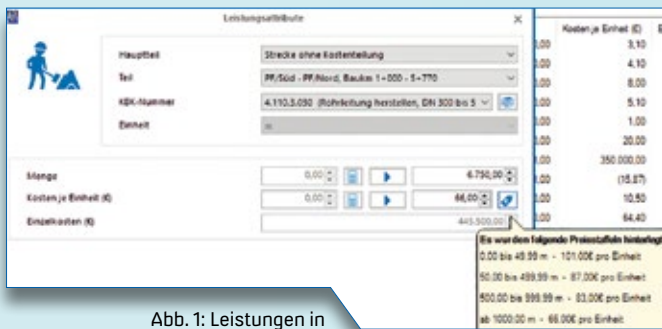 Leistungsattribute
Hauptteil
Strecke ohne Kostenteilung
Teil
PF/Süd - PF/Nord, Baukm 1+000 - 5+770
KBK-Nummer
4.110.3.030 (Rohrleitung herstellen, DN 300 bis 5
Einheit
m
Menge
0,00
6.750,00
Kosten je Einheit (€)
0,00
66,00
Einzelkosten (€)
445.500,00
Kosten je Einheit (€)
3,10
4,10
8,00
5,10
1,00
20,00
350.000,00
(15,87)
10,50
64,40
Es wurden folgende Preisstaffeln hinterlegt
0.00 bis 49.99 m - 101.00€ pro Einheit
50.00 bis 499.99 m - 87.00€ pro Einheit
500.00 bis 999.99 m - 83.00€ pro Einheit
ab 1000.00 m - 66.00€ pro Einheit
Abb. 1: Leistungen in